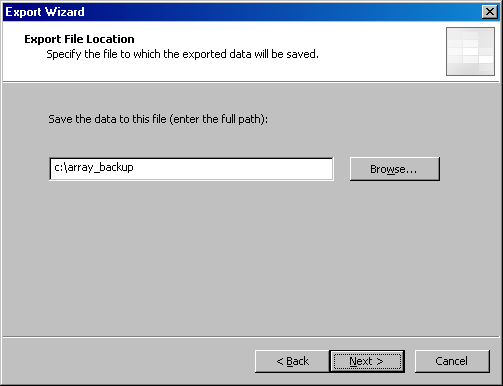 Export Wizard
Export File Location
Specify the file to which the exported data will be saved.
Save the data to this file (enter the full path):
c:\array_backup
Browse...
< Back
Next >
Cancel